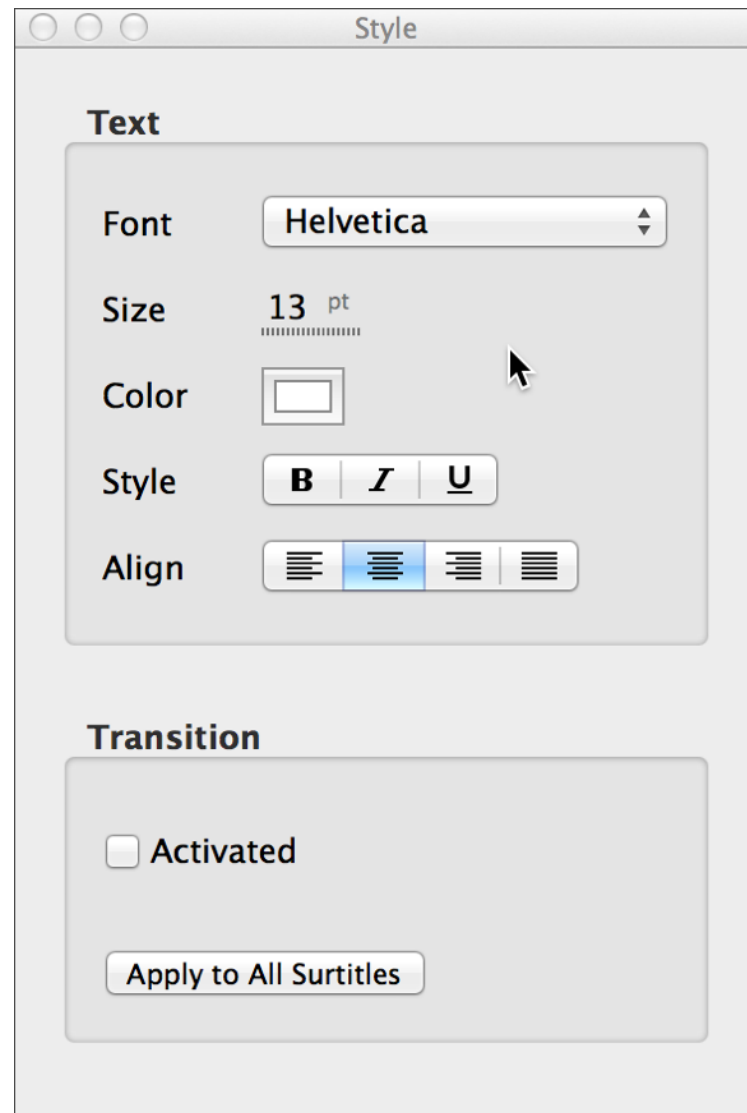 Style
Text
Font Helvetica
Size 13 pt
Color
Style B I U
Align
Transition
Activated
Apply to All Surtitles